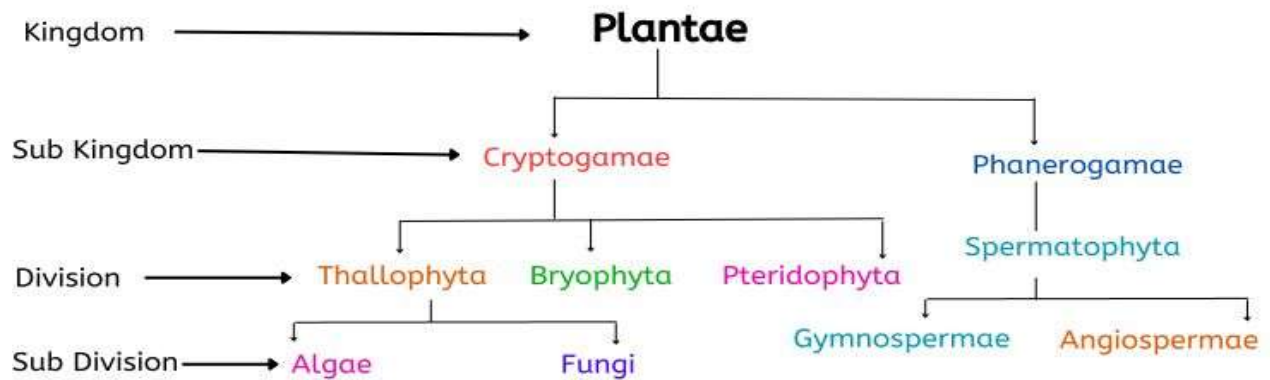 Kingdom
Plantae
Sub Kingdom
Cryptogamae
Phanerogamae
Spermatophyta
Division
Thallophyta
Bryophyta
Pteridophyta
Gymnospermae
Angiospermae
Sub Division
Algae
Fungi